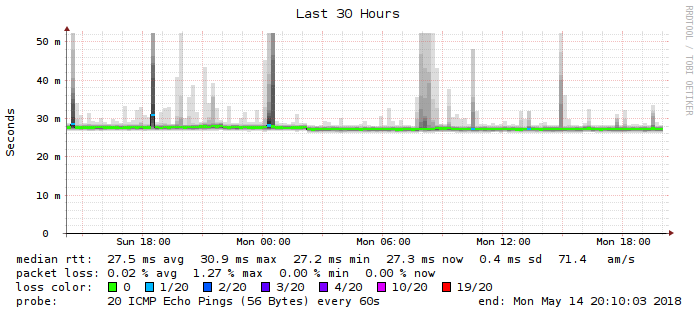 Last 30 Hours
RRDTOOL / TOBI OETIKER
Seconds
50 m
40 m
30 m
20 m
10 m
0
Sun 18:00 Mon 00:00 Mon 06:00 Mon 12:00 Mon 18:00
median rtt: 27.5 ms avg 30.9 ms max 27.2 ms min 27.3 ms now 0.4 ms sd 71.4 am/s
packet loss: 0.02 % avg 1.27 % max 0.00 % min 0.00 % now
loss color: 0 1/20 2/20 3/20 4/20 10/20 19/20
probe: 20 ICMP Echo Pings (56 Bytes) every 60s end: Mon May 14 20:10:03 2018